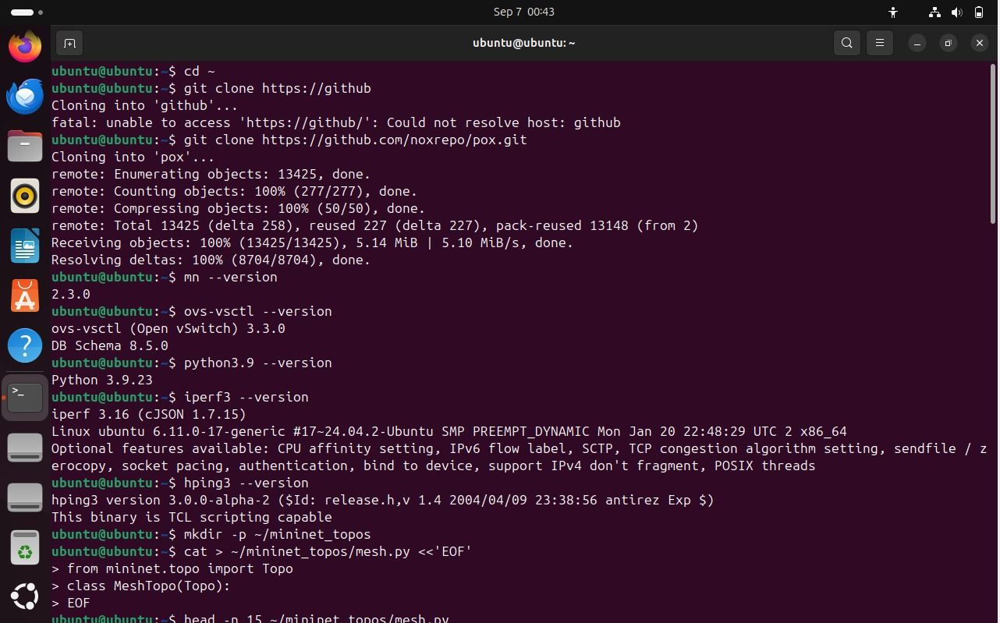 Sep 7 00:43
ubuntu@ubuntu: ~
ubuntu@ubuntu:~$ cd ~
ubuntu@ubuntu:~$ git clone https://github
Cloning into 'github'...
fatal: unable to access 'https://github/': Could not resolve host: github
ubuntu@ubuntu:~$ git clone https://github.com/noxrepo/pox.git
Cloning into 'pox'...
remote: Enumerating objects: 13425, done.
remote: Counting objects: 100% (277/277), done.
remote: Compressing objects: 100% (50/50), done.
remote: Total 13425 (delta 258), reused 227 (delta 227), pack-reused 13148 (from 2)
Receiving objects: 100% (13425/13425), 5.14 MiB | 5.10 MiB/s, done.
Resolving deltas: 100% (8704/8704), done.
ubuntu@ubuntu:~$ mn --version
2.3.0
ubuntu@ubuntu:~$ ovs-vsctl --version
ovs-vsctl (Open vSwitch) 3.3.0
DB Schema 8.5.0
ubuntu@ubuntu:~$ python3.9 --version
Python 3.9.23
ubuntu@ubuntu:~$ iperf3 --version
iperf 3.16 (cJSON 1.7.15)
Linux ubuntu 6.11.0-17-generic #17~24.04.2-Ubuntu SMP PREEMPT_DYNAMIC Mon Jan 20 22:48:29 UTC 2 x86_64
Optional features available: CPU affinity setting, IPv6 flow label, SCTP, TCP congestion algorithm setting, sendfile / z
erocopy, socket pacing, authentication, bind to device, support IPv4 don't fragment, POSIX threads
ubuntu@ubuntu:~$ hping3 --version
hping3 version 3.0.0-alpha-2 ($Id: release.h,v 1.4 2004/04/09 23:38:56 antirez Exp $)
This binary is TCL scripting capable
ubuntu@ubuntu:~$ mkdir -p ~/mininet_topos
ubuntu@ubuntu:~$ cat > ~/mininet_topos/mesh.py <<'EOF'
> from mininet.topo import Topo
> class MeshTopo(Topo):
> EOF
ubuntu@ubuntu:~$ head -n 15 ~/mininet_topos/mesh.py